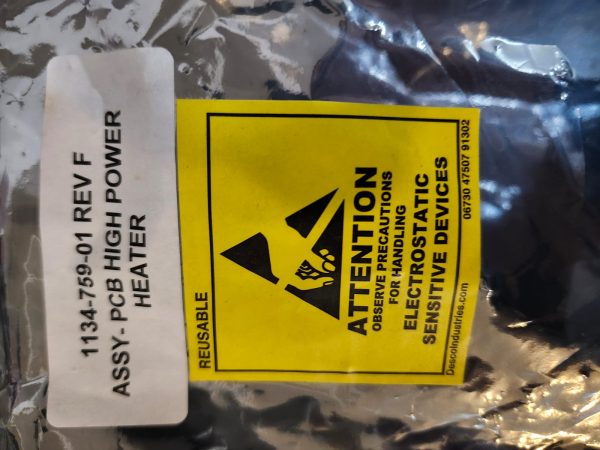 1134-759-01 REV F
ASSY- PCB HIGH POWER
HEATER
REUSABLE
ATTENTION
OBSERVE PRECAUTIONS
FOR HANDLING
ELECTROSTATIC
SENSITIVE DEVICES
DescoIndustries.com
06730 47507 91302